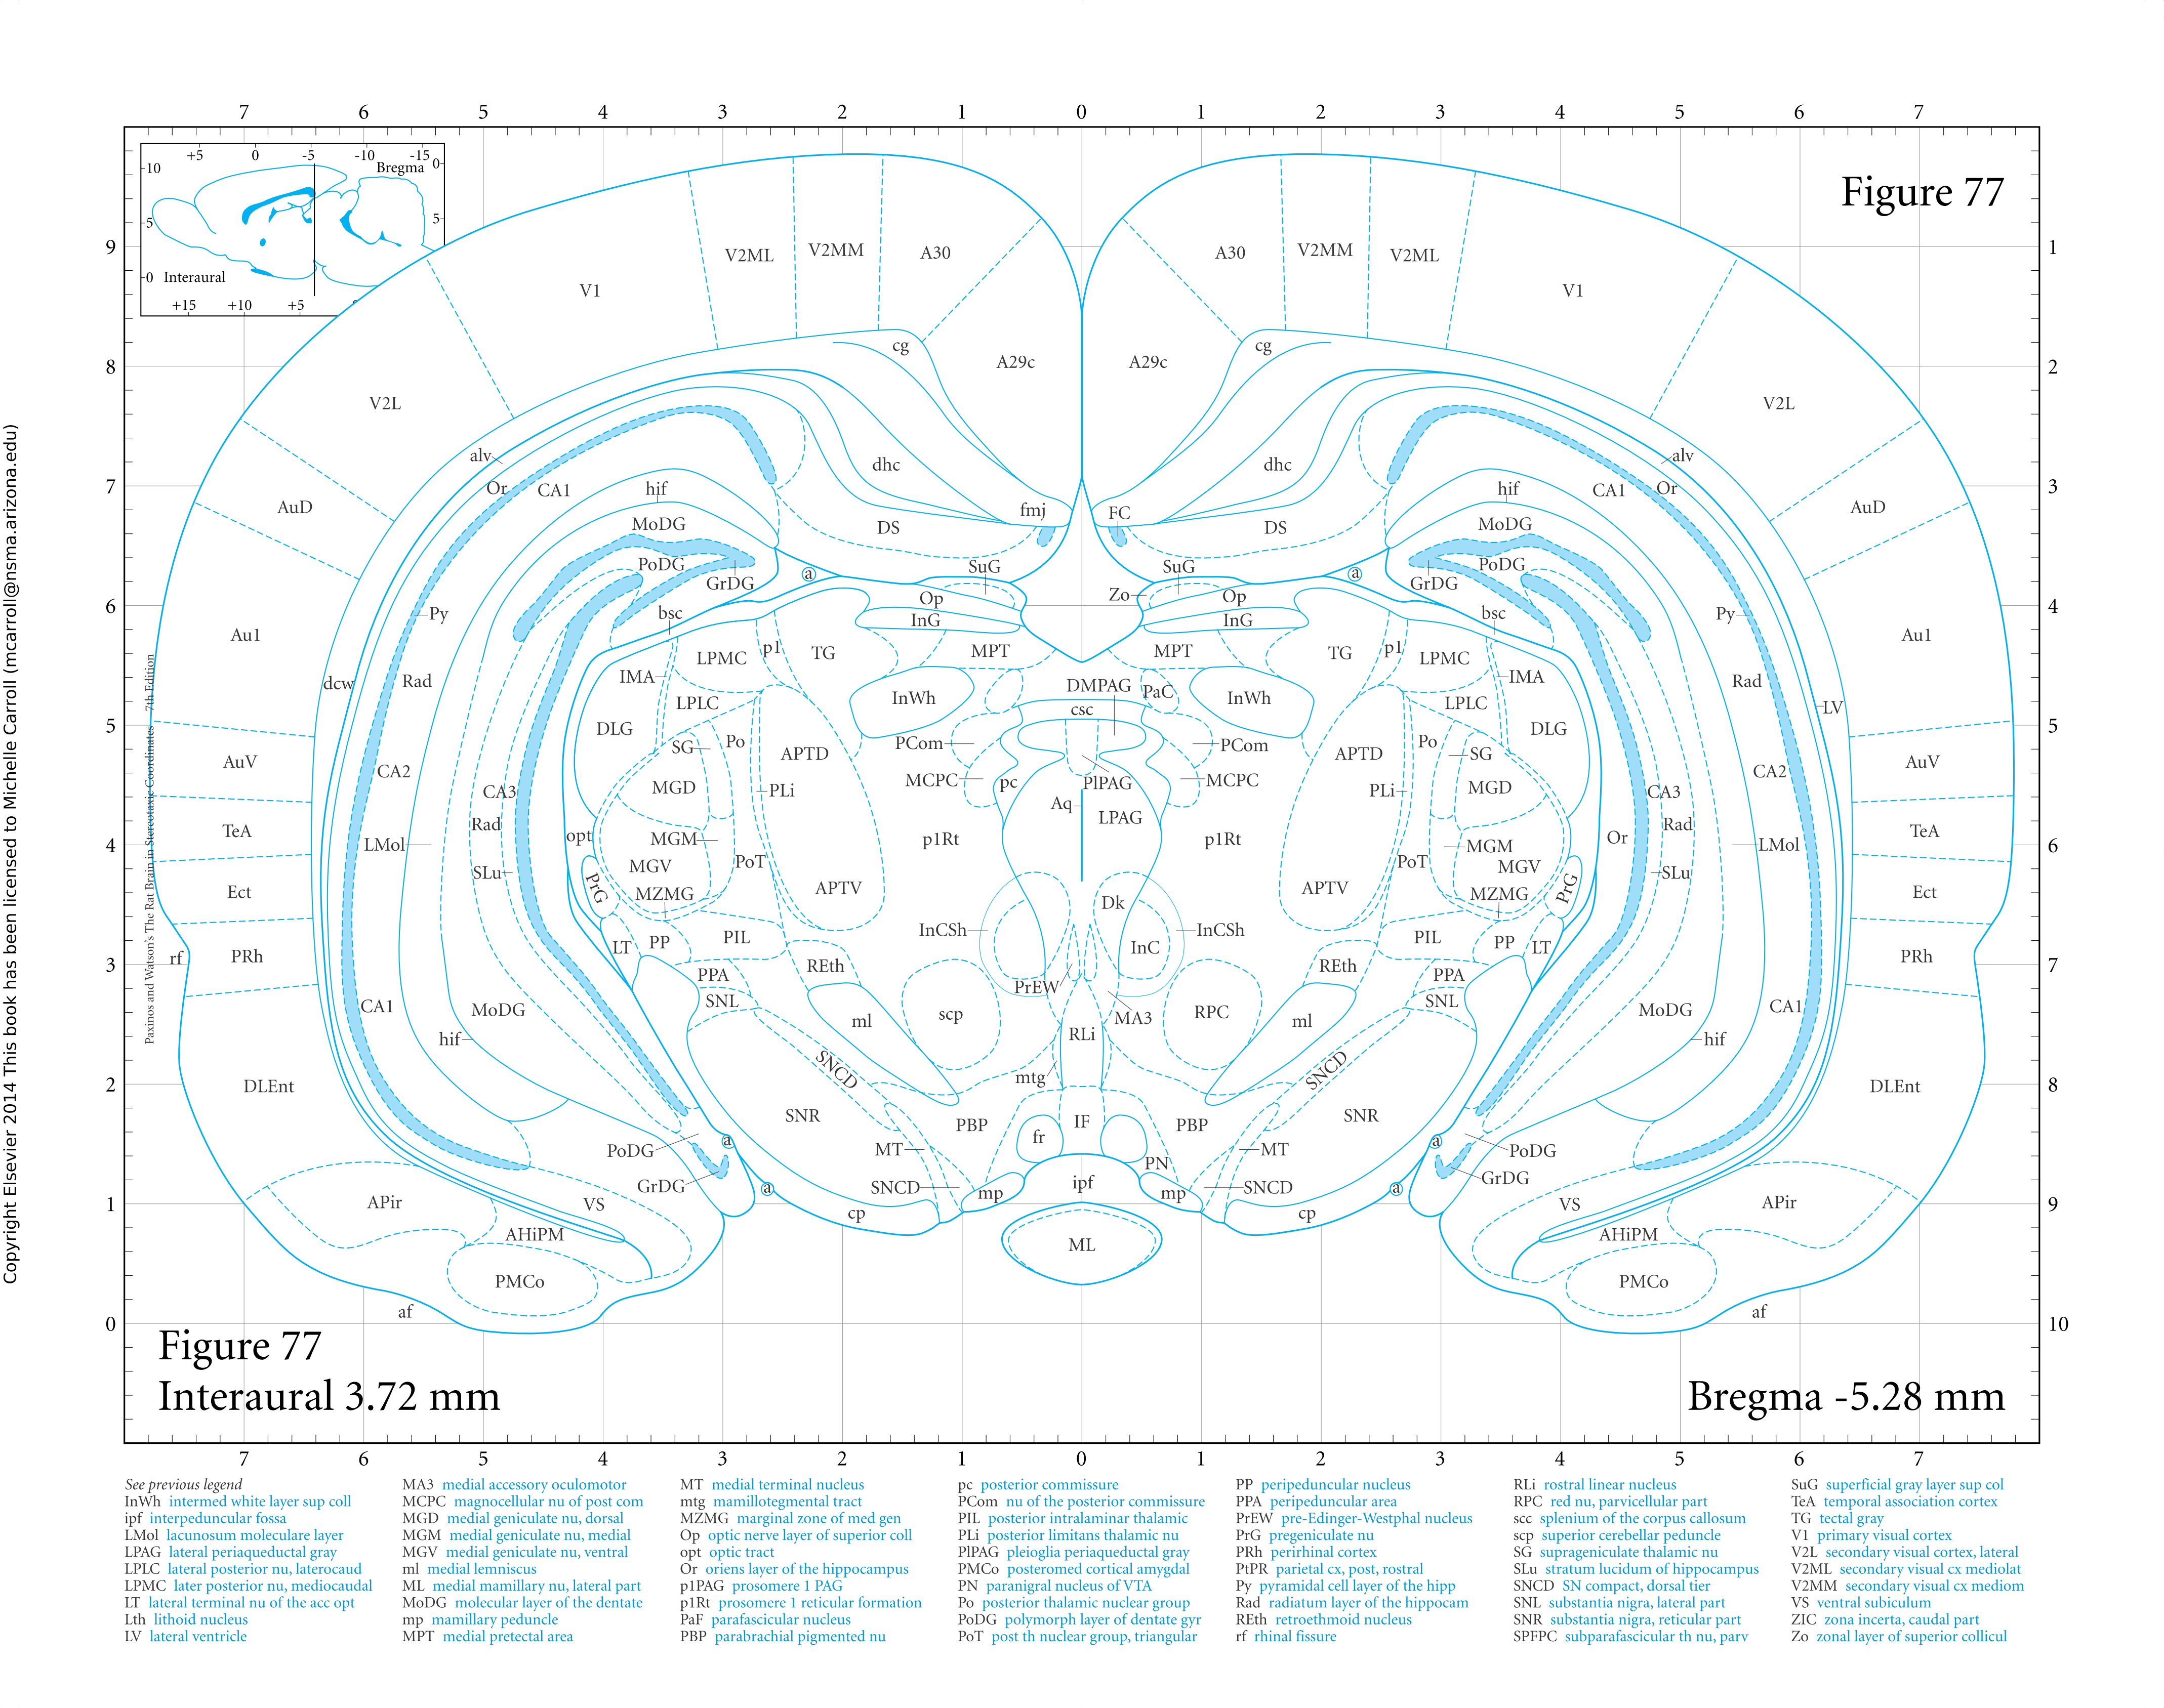 7 6 5 4 3 2 1 0 1 2 3 4 5 6 7
+5 0 -5 -10 -15
10 Bregma 0
5 5
0 Interaural
+15 +10 +5
Figure 77
9 1
V2ML V2MM A30 A30 V2MM V2ML
V1 V1
8 2
cg cg
A29c A29c
V2L V2L
alv dhc dhc alv
7 3
Or CA1 hif hif CA1 Or
AuD fmj FC AuD
MoDG DS DS MoDG
PoDG SuG SuG PoDG
GrDG a a GrDG
6 4
Op Zo Op
Py bsc InG InG bsc Py
Au1 Au1
LPMC p1 TG MPT MPT TG p1 LPMC
dcw Rad IMA DMPAG PaC IMA Rad
LPLC InWh InWh LPLC
csc LV
5 5
DLG PCom PCom DLG
SG Po APTD APTD Po SG
AuV CA2 CA2 AuV
MCPC pc PlPAG MCPC
CA3 MGD PLi PLi MGD CA3
Aq LPAG
TeA Rad Rad TeA
opt Or
4 6
LMol MGM p1Rt p1Rt MGM LMol
MGV PoT PoT MGV
SLu SLu
Ect PrG MZMG APTV APTV MZMG PrG Ect
Dk
InCSh InCSh
LT PP PIL InC PIL PP LT
rf PRh PRh
3 7
REth REth
PPA PrEW PPA
SNL SNL
CA1 MoDG MA3 MoDG CA1
ml scp RPC ml
hif RLi hif
SNCD SNCD
2 mtg 8
DLEnt DLEnt
SNR PBP IF PBP SNR
fr
PoDG a MT MT a PoDG
PN
GrDG a SNCD ipf SNCD a GrDG
mp mp
1 9
APir VS cp cp VS APir
AHiPM ML AHiPM
PMCo PMCo
af af
0 10
Figure 77
Interaural 3.72 mm
Bregma -5.28 mm
7 6 5 4 3 2 1 0 1 2 3 4 5 6 7
Copyright Elsevier 2014 This book has been licensed to Michelle Carroll (mcarroll@nsma.arizona.edu)
Paxinos and Watson's The Rat Brain in Stereotaxic Coordinates 7th Edition
See previous legend
InWh intermed white layer sup coll
ipf interpeduncular fossa
LMol lacunosum moleculare layer
LPAG lateral periaqueductal gray
LPLC lateral posterior nu, laterocaud
LPMC later posterior nu, mediocaudal
LT lateral terminal nu of the acc opt
Lth lithoid nucleus
LV lateral ventricle
MA3 medial accessory oculomotor
MCPC magnocellular nu of post com
MGD medial geniculate nu, dorsal
MGM medial geniculate nu, medial
MGV medial geniculate nu, ventral
ml medial lemniscus
ML medial mamillary nu, lateral part
MoDG molecular layer of the dentate
mp mamillary peduncle
MPT medial pretectal area
MT medial terminal nucleus
mtg mamillotegmental tract
MZMG marginal zone of med gen
Op optic nerve layer of superior coll
opt optic tract
Or oriens layer of the hippocampus
p1PAG prosomere 1 PAG
p1Rt prosomere 1 reticular formation
PaF parafascicular nucleus
PBP parabrachial pigmented nu
pc posterior commissure
PCom nu of the posterior commissure
PIL posterior intralaminar thalamic
PLi posterior limitans thalamic nu
PlPAG pleioglia periaqueductal gray
PMCo posteromed cortical amygdal
PN paranigral nucleus of VTA
Po posterior thalamic nuclear group
PoDG polymorph layer of dentate gyr
PoT post th nuclear group, triangular
PP peripeduncular nucleus
PPA peripeduncular area
PrEW pre-Edinger-Westphal nucleus
PrG pregeniculate nu
PRh perirhinal cortex
PtPR parietal cx, post, rostral
Py pyramidal cell layer of the hipp
Rad radiatum layer of the hippocam
REth retroethmoid nucleus
rf rhinal fissure
RLi rostral linear nucleus
RPC red nu, parvicellular part
scc splenium of the corpus callosum
scp superior cerebellar peduncle
SG suprageniculate thalamic nu
SLu stratum lucidum of hippocampus
SNCD SN compact, dorsal tier
SNL substantia nigra, lateral part
SNR substantia nigra, reticular part
SPFPC subparafascicular th nu, parv
SuG superficial gray layer sup col
TeA temporal association cortex
TG tectal gray
V1 primary visual cortex
V2L secondary visual cortex, lateral
V2ML secondary visual cx mediolat
V2MM secondary visual cx mediom
VS ventral subiculum
ZIC zona incerta, caudal part
Zo zonal layer of superior collicul